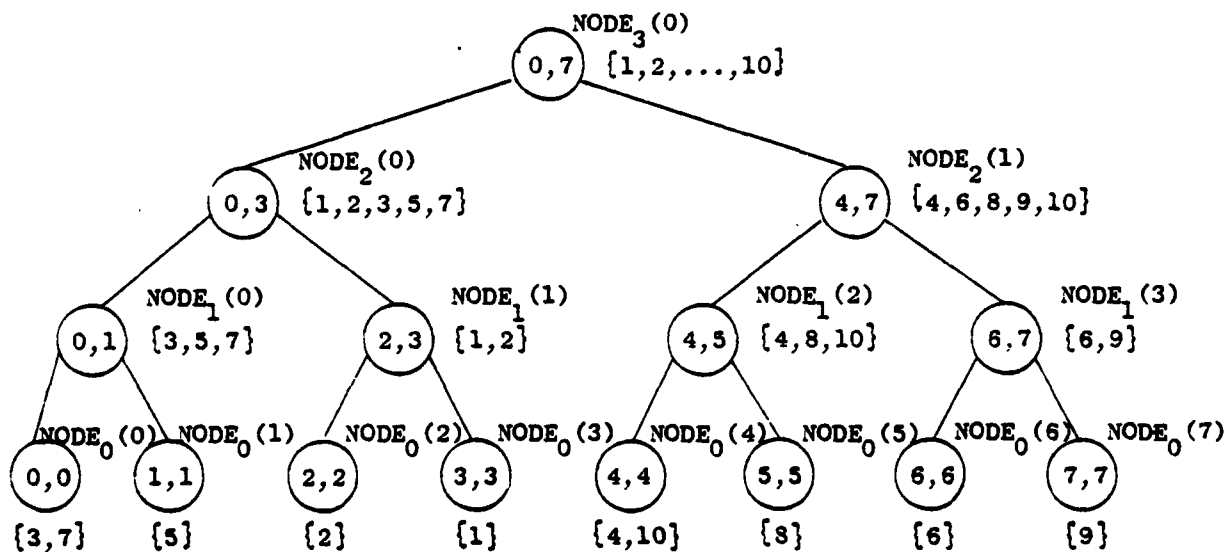 NODE₃(0)
0,7 {1,2,...,10}
NODE₂(0) NODE₂(1)
0,3 {1,2,3,5,7} 4,7 {4,6,8,9,10}
NODE₁(0) NODE₁(1) NODE₁(2) NODE₁(3)
0,1 {3,5,7} 2,3 {1,2} 4,5 {4,8,10} 6,7 {6,9}
NODE₀(0) NODE₀(1) NODE₀(2) NODE₀(3) NODE₀(4) NODE₀(5) NODE₀(6) NODE₀(7)
0,0 1,1 2,2 3,3 4,4 5,5 6,6 7,7
{3,7} {5} {2} {1} {4,10} {8} {6} {9}